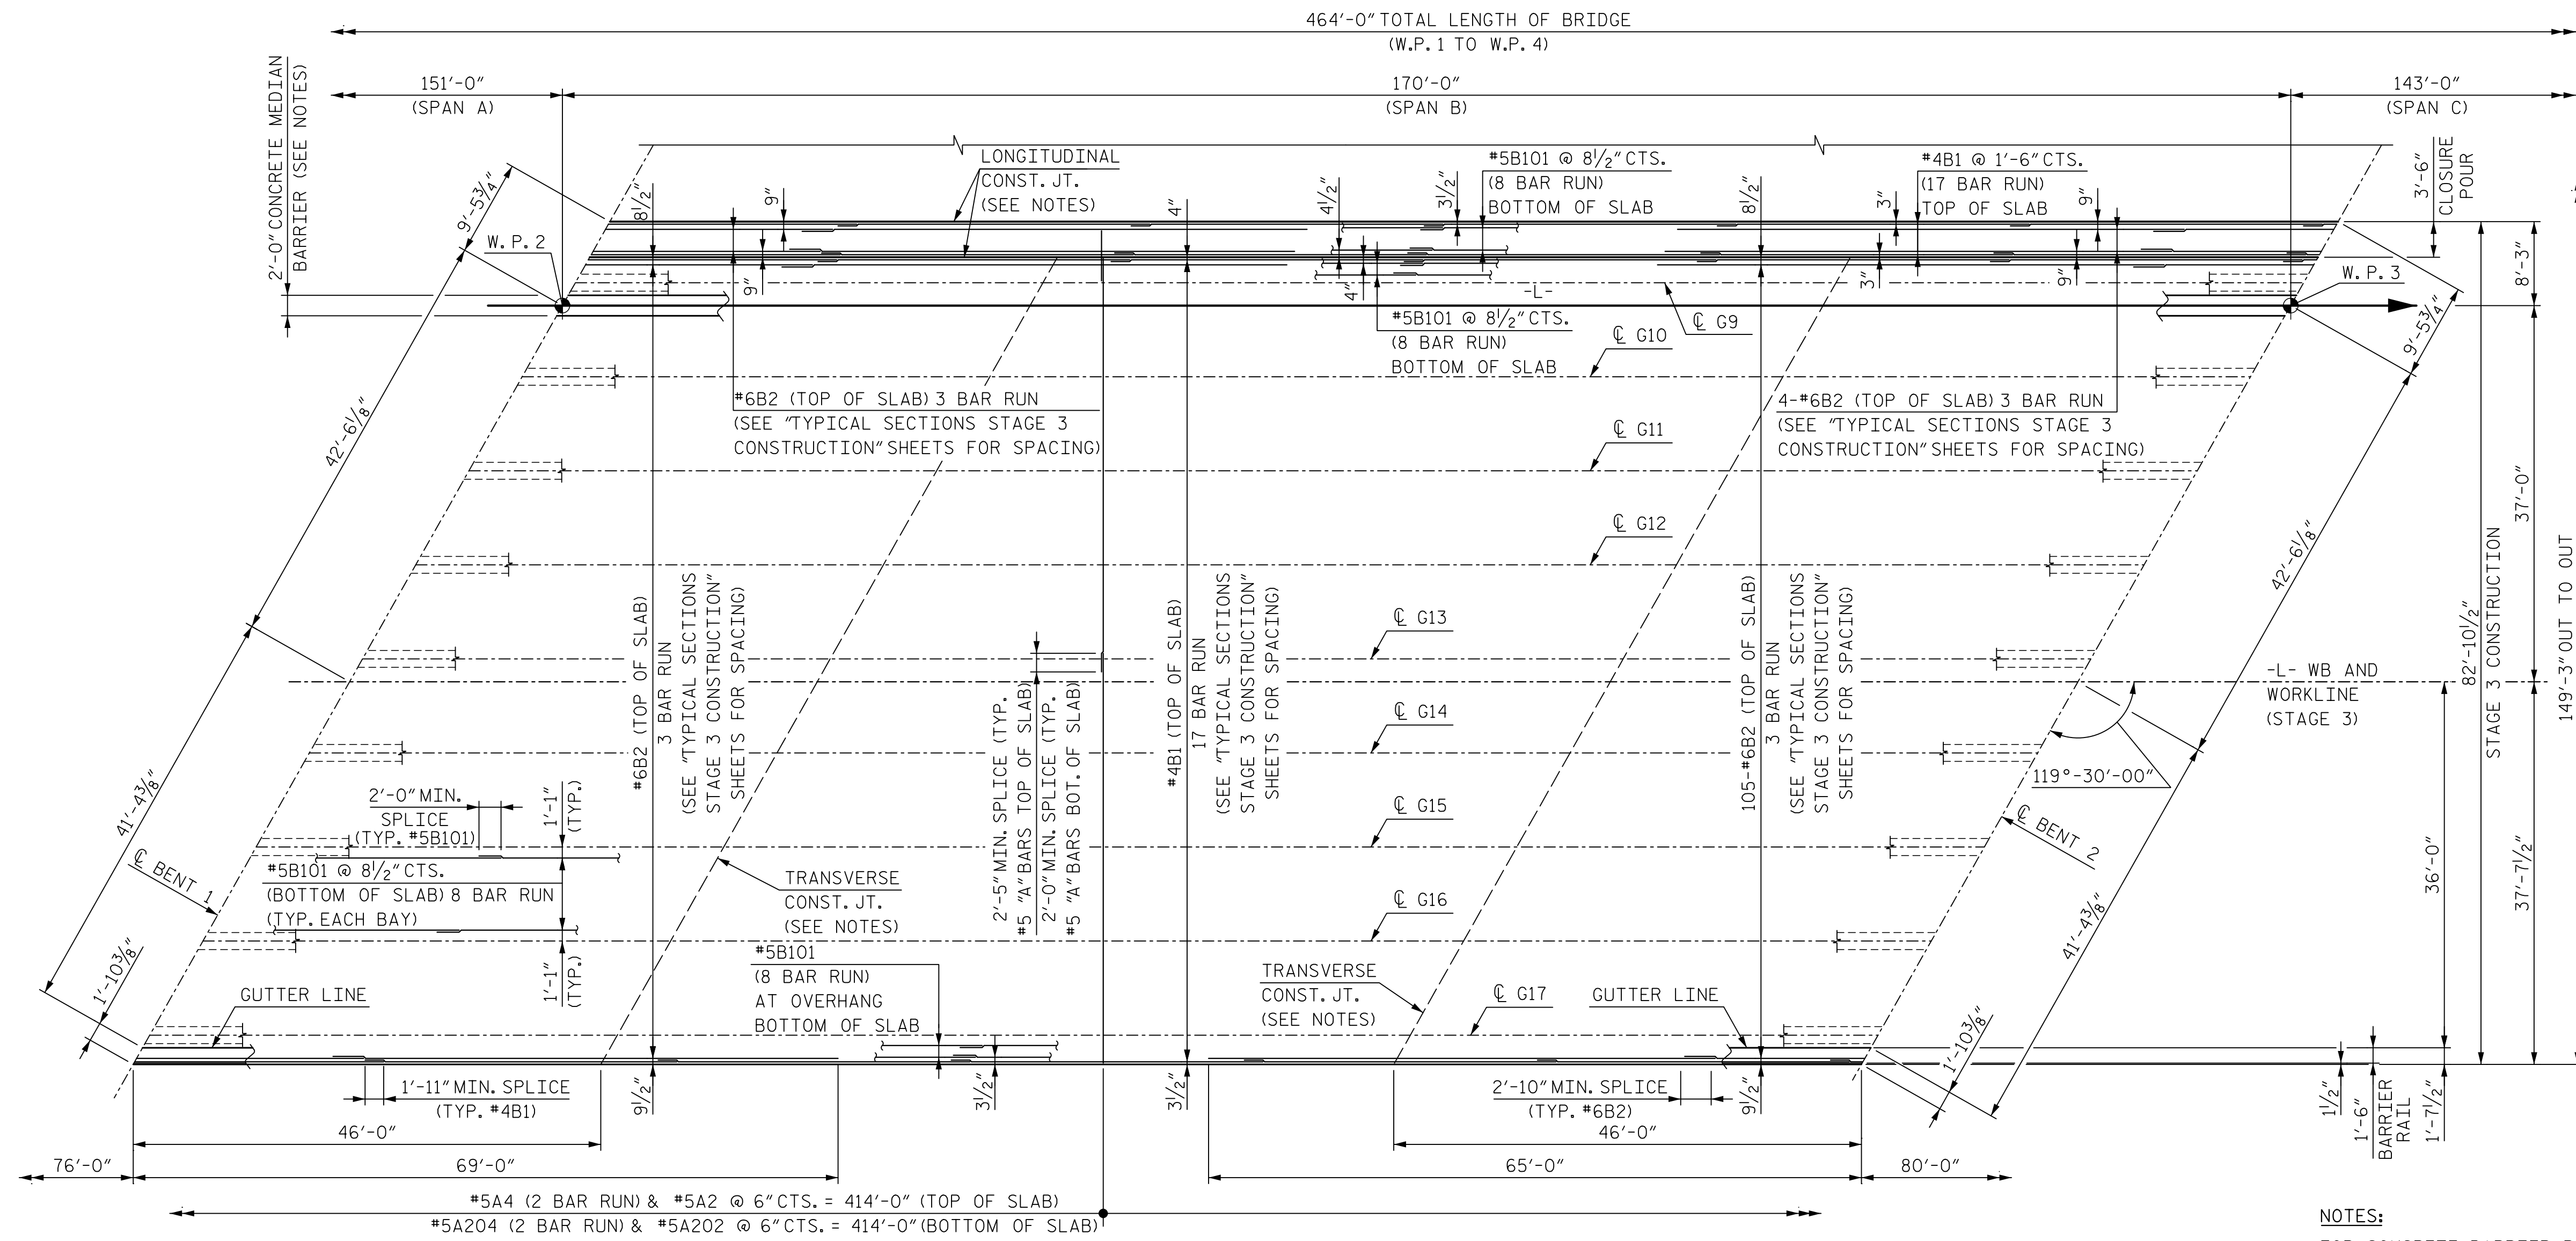 464'-0" TOTAL LENGTH OF BRIDGE
(W.P. 1 TO W.P. 4)
151'-0"
(SPAN A)
170'-0"
(SPAN B)
143'-0"
(SPAN C)
2'-0" CONCRETE MEDIAN
BARRIER (SEE NOTES)
9'-5¾"
W.P. 2
8½"
9"
9"
LONGITUDINAL
CONST. JT.
(SEE NOTES)
4"
4½"
3½"
#5B101 @ 8½" CTS.
(8 BAR RUN)
BOTTOM OF SLAB
8½"
3"
#4B1 @ 1'-6" CTS.
(17 BAR RUN)
TOP OF SLAB
9"
3'-6"
CLOSURE
POUR
8'-3"
4"
3"
9"
-L-
W.P. 3
9'-5¾"
#5B101 @ 8½" CTS.
(8 BAR RUN)
BOTTOM OF SLAB
℄ G9
℄ G10
#6B2 (TOP OF SLAB) 3 BAR RUN
(SEE "TYPICAL SECTIONS STAGE 3
CONSTRUCTION" SHEETS FOR SPACING)
4-#6B2 (TOP OF SLAB) 3 BAR RUN
(SEE "TYPICAL SECTIONS STAGE 3
CONSTRUCTION" SHEETS FOR SPACING)
℄ G11
℄ G12
℄ G13
℄ G14
℄ G15
℄ G16
℄ G17
42'-6⅛"
41'-4⅜"
1'-10⅜"
℄ BENT 1
#6B2 (TOP OF SLAB)
3 BAR RUN
(SEE "TYPICAL SECTIONS
STAGE 3 CONSTRUCTION"
SHEETS FOR SPACING)
2'-5" MIN. SPLICE (TYP.
#5 "A" BARS TOP OF SLAB)
2'-0" MIN. SPLICE (TYP.
#5 "A" BARS BOT. OF SLAB)
#4B1 (TOP OF SLAB)
17 BAR RUN
(SEE "TYPICAL SECTIONS
STAGE 3 CONSTRUCTION"
SHEETS FOR SPACING)
105-#6B2 (TOP OF SLAB)
3 BAR RUN
(SEE "TYPICAL SECTIONS
STAGE 3 CONSTRUCTION"
SHEETS FOR SPACING)
-L- WB AND
WORKLINE
(STAGE 3)
119°-30'-00"
℄ BENT 2
42'-6⅛"
41'-4⅜"
1'-10⅜"
37'-0"
82'-10½"
STAGE 3 CONSTRUCTION
149'-3" OUT TO OUT
36'-0"
37'-7½"
2'-0" MIN.
SPLICE
(TYP. #5B101)
1'-1"
(TYP.)
#5B101 @ 8½" CTS.
(BOTTOM OF SLAB) 8 BAR RUN
(TYP. EACH BAY)
1'-1"
(TYP.)
TRANSVERSE
CONST. JT.
(SEE NOTES)
#5B101
(8 BAR RUN)
AT OVERHANG
BOTTOM OF SLAB
TRANSVERSE
CONST. JT.
(SEE NOTES)
GUTTER LINE
GUTTER LINE
1'-11" MIN. SPLICE
(TYP. #4B1)
9½"
3½"
3½"
2'-10" MIN. SPLICE
(TYP. #6B2)
9½"
1½"
1'-6"
BARRIER
RAIL
1'-7½"
46'-0"
46'-0"
76'-0"
69'-0"
65'-0"
80'-0"
#5A4 (2 BAR RUN) & #5A2 @ 6" CTS. = 414'-0" (TOP OF SLAB)
#5A204 (2 BAR RUN) & #5A202 @ 6" CTS. = 414'-0" (BOTTOM OF SLAB)
NOTES: